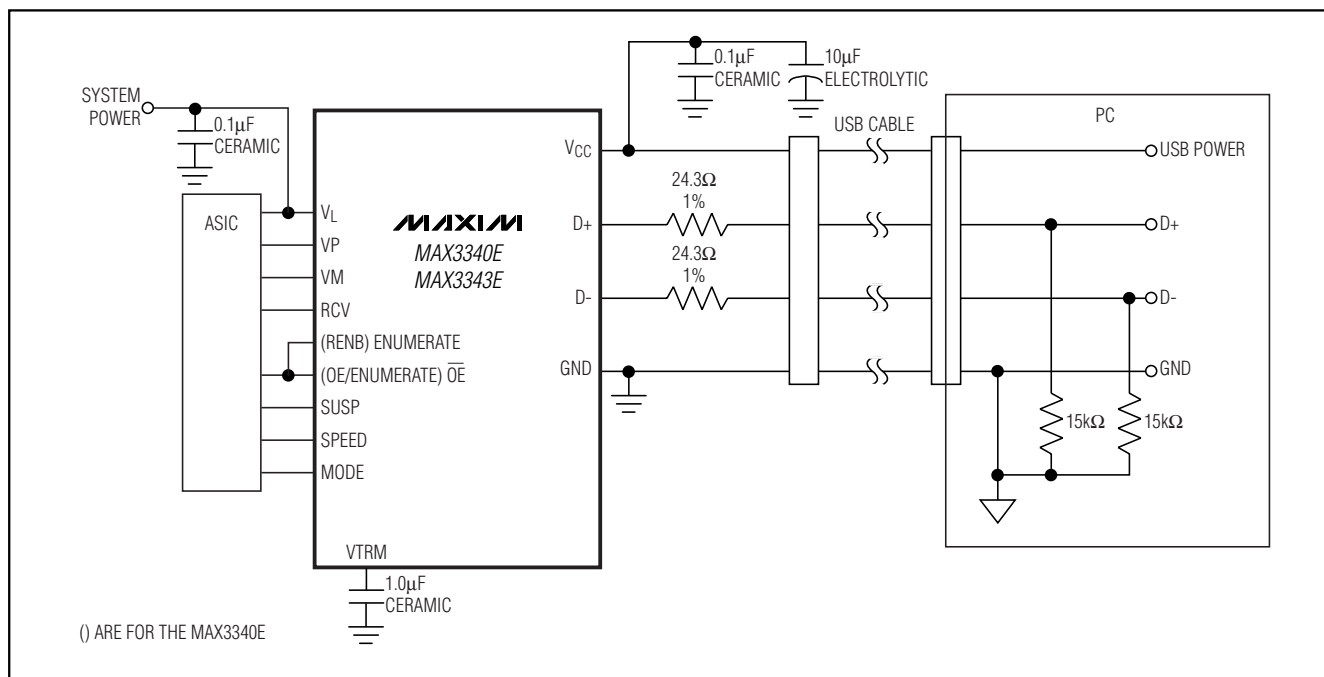 0.1µF
CERAMIC
10µF
ELECTROLYTIC
SYSTEM
POWER
0.1µF
CERAMIC
USB CABLE
PC
VCC
USB POWER
24.3Ω
1%
ASIC
VL
MAXIM
MAX3340E
MAX3343E
D+
D+
VP
VM
24.3Ω
1%
RCV
D-
D-
(RENB) ENUMERATE
(OE/ENUMERATE) O̅E̅
GND
GND
SUSP
SPEED
MODE
15kΩ
15kΩ
VTRM
1.0µF
CERAMIC
() ARE FOR THE MAX3340E